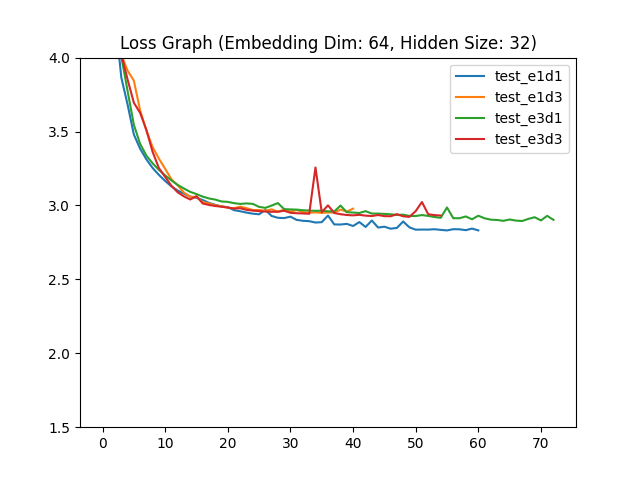 Loss Graph (Embedding Dim: 64, Hidden Size: 32)
test_e1d1
test_e1d3
test_e3d1
test_e3d3
4.0
3.5
3.0
2.5
2.0
1.5
0 10 20 30 40 50 60 70